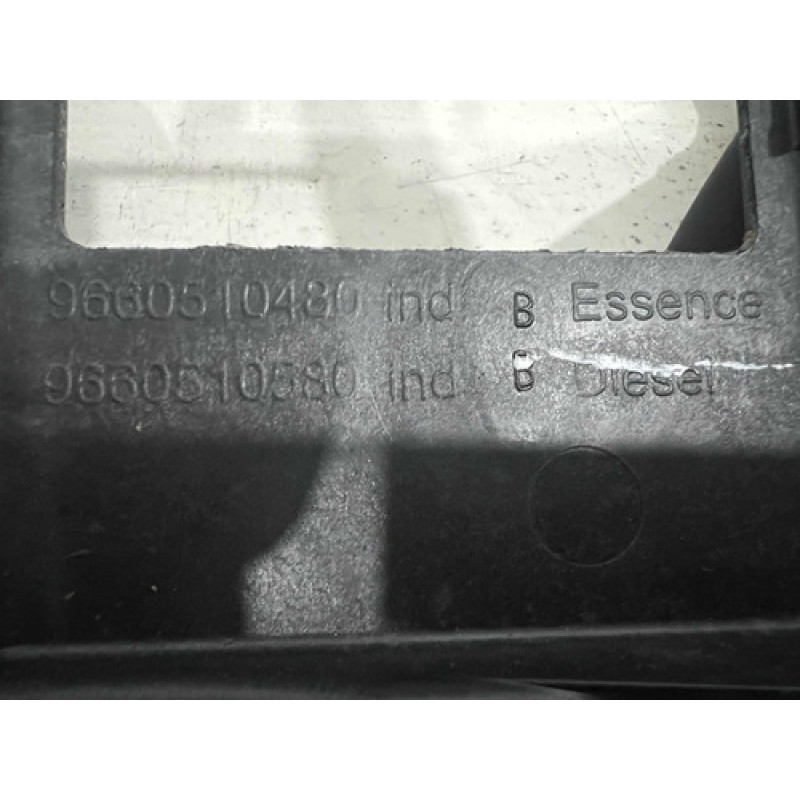 9660510480 ind B Essence
9660510580 ind B Diesel